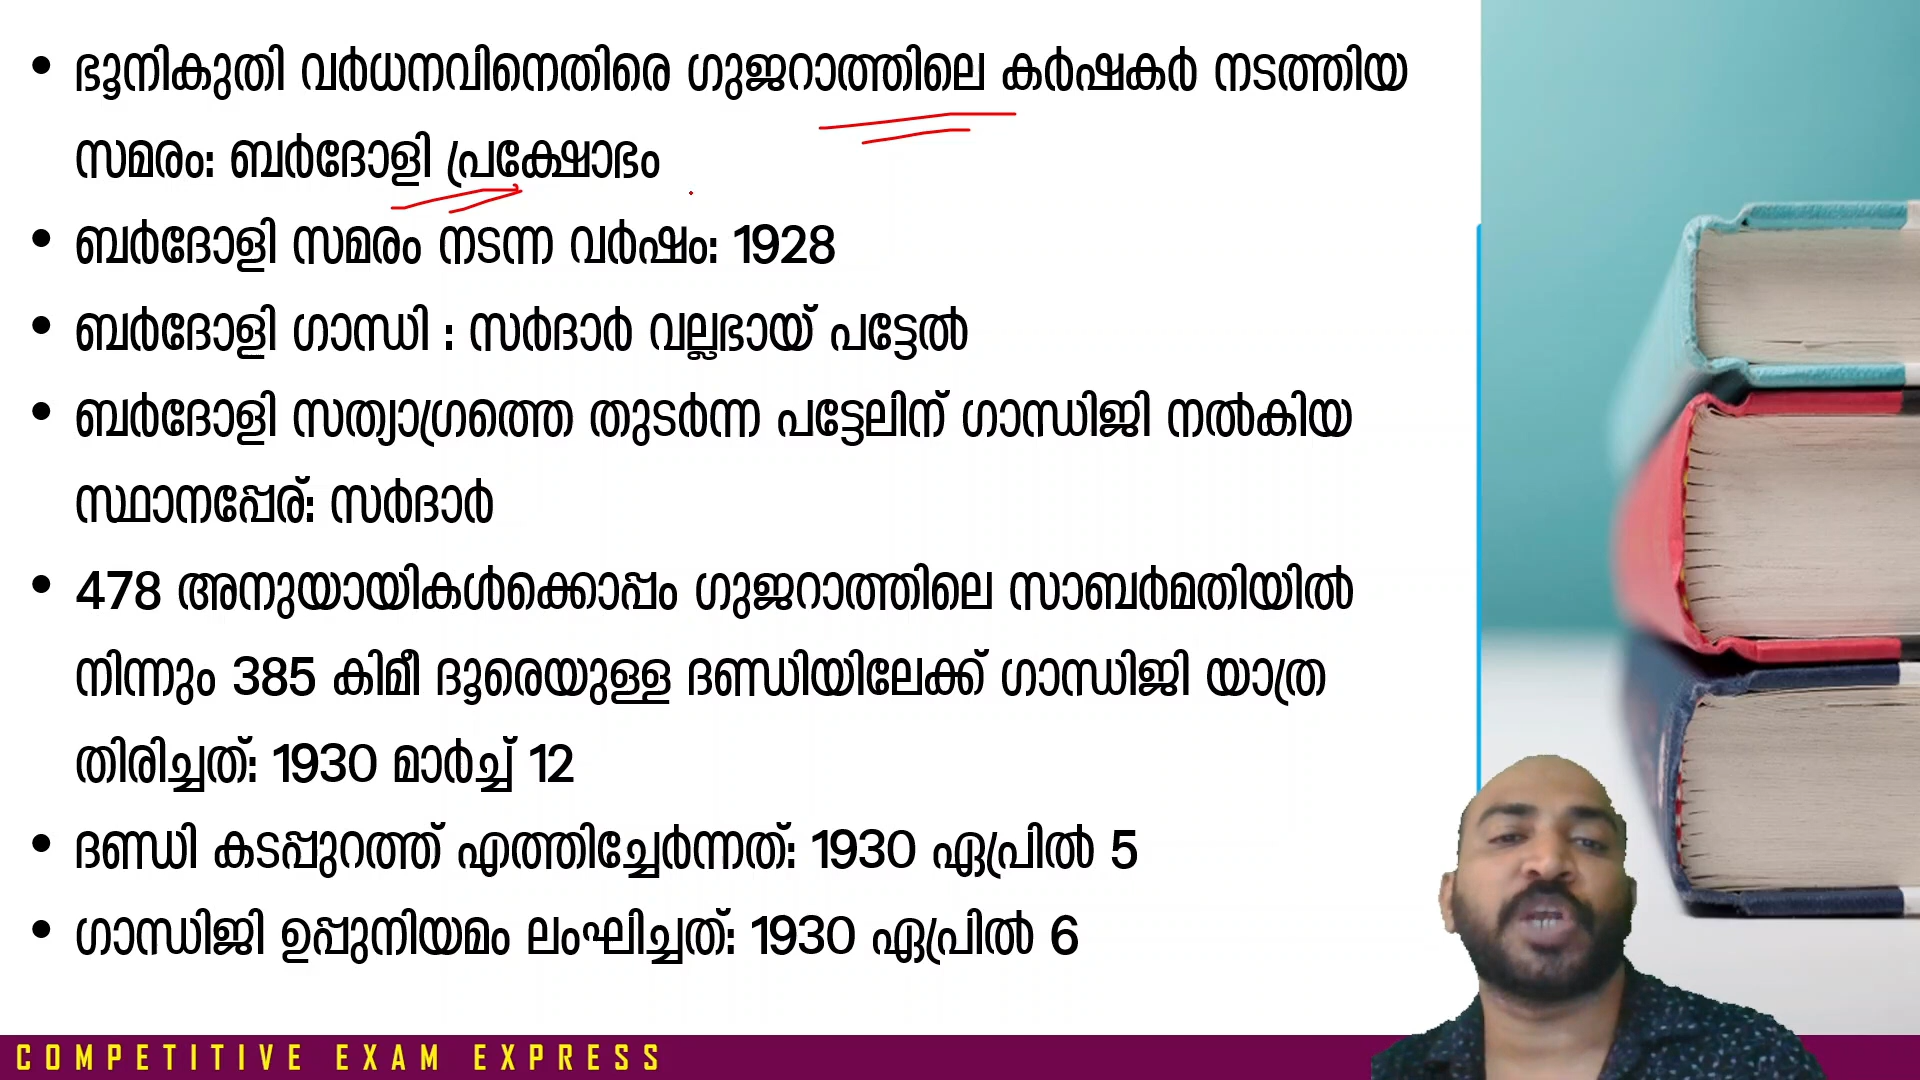 • ഭൂനികുതി വർധനവിനെതിരെ ഗുജറാത്തിലെ കർഷകർ നടത്തിയ
സമരം: ബർദോളി പ്രക്ഷോഭം
• ബർദോളി സമരം നടന്ന വർഷം: 1928
• ബർദോളി ഗാന്ധി : സർദാർ വല്ലഭായ് പട്ടേൽ
• ബർദോളി സത്യാഗ്രത്തെ തുടർന്ന പട്ടേലിന് ഗാന്ധിജി നൽകിയ
സ്ഥാനപ്പേര്: സർദാർ
• 478 അനുയായികൾക്കൊപ്പം ഗുജറാത്തിലെ സാബർമതിയിൽ
നിന്നും 385 കിമീ ദൂരെയുള്ള ദണ്ഡിയിലേക്ക് ഗാന്ധിജി യാത്ര
തിരിച്ചത്: 1930 മാർച്ച് 12
• ദണ്ഡി കടപ്പുറത്ത് എത്തിച്ചേർന്നത്: 1930 ഏപ്രിൽ 5
• ഗാന്ധിജി ഉപ്പുനിയമം ലംഘിച്ചത്: 1930 ഏപ്രിൽ 6
COMPETITIVE EXAM EXPRESS